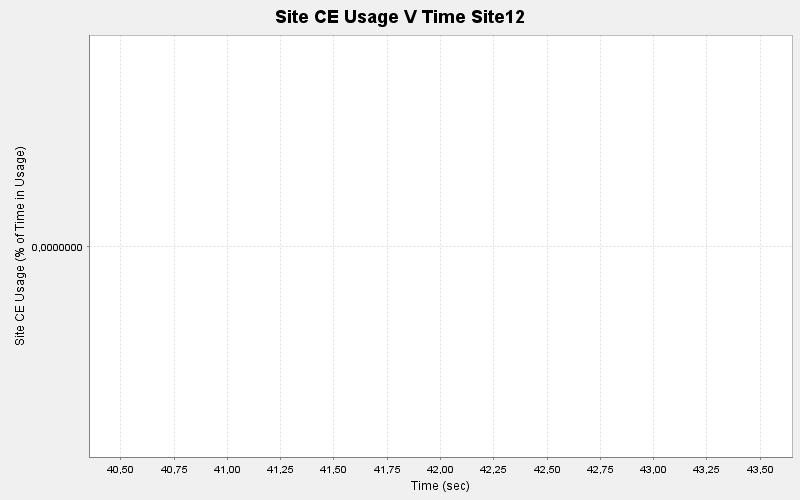 Site CE Usage V Time Site12
Site CE Usage (% of Time in Usage)
0,0000000
40,50 40,75 41,00 41,25 41,50 41,75 42,00 42,25 42,50 42,75 43,00 43,25 43,50
Time (sec)